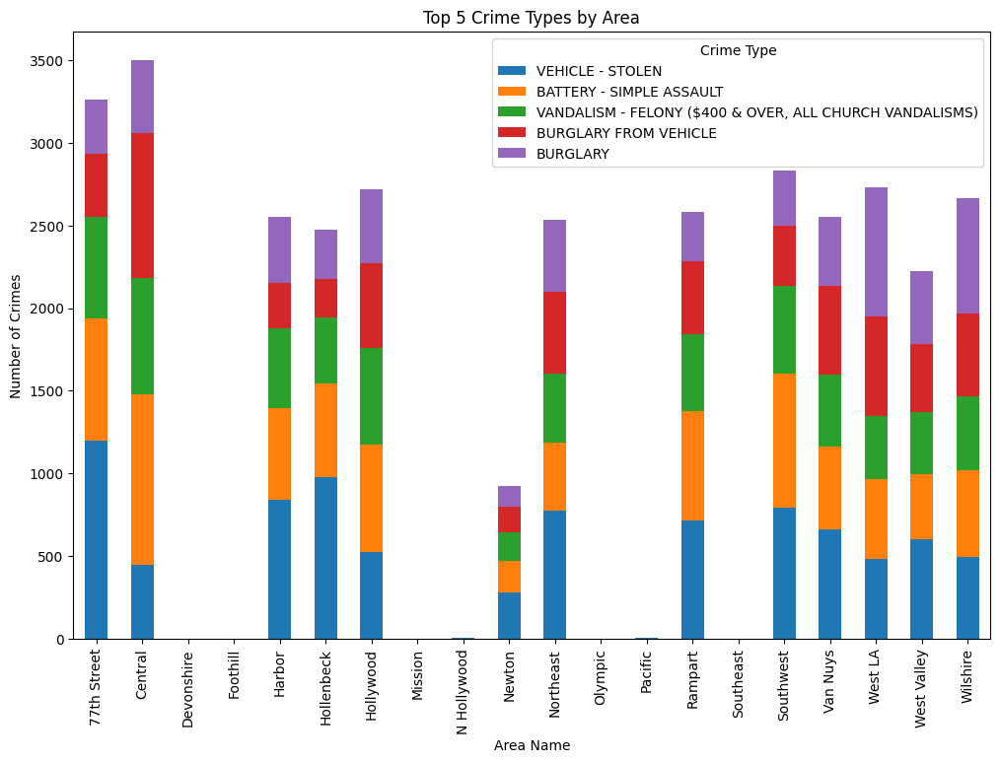 Top 5 Crime Types by Area
Crime Type
VEHICLE - STOLEN
BATTERY - SIMPLE ASSAULT
VANDALISM - FELONY ($400 & OVER, ALL CHURCH VANDALISMS)
BURGLARY FROM VEHICLE
BURGLARY
Number of Crimes
3500
3000
2500
2000
1500
1000
500
0
77th Street
Central
Devonshire
Foothill
Harbor
Hollenbeck
Hollywood
Mission
N Hollywood
Newton
Northeast
Olympic
Pacific
Rampart
Southeast
Southwest
Van Nuys
West LA
West Valley
Wilshire
Area Name